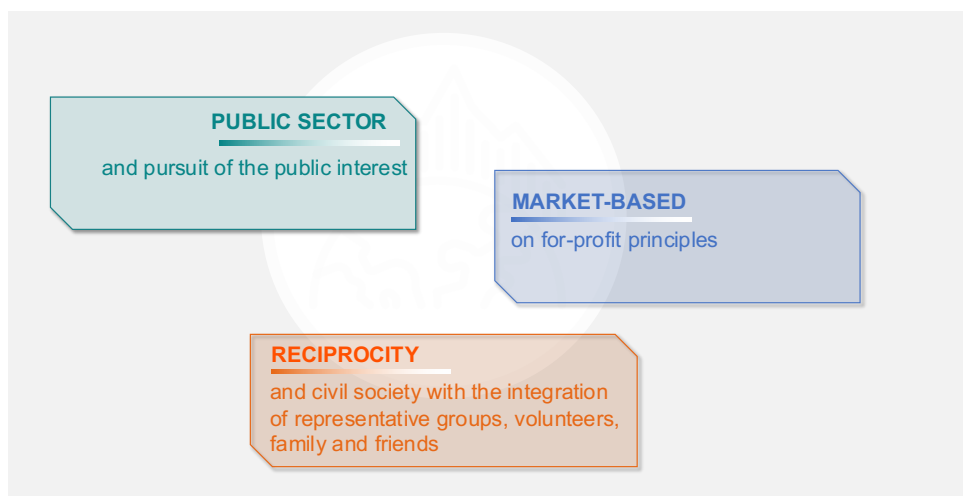 PUBLIC SECTOR
and pursuit of the public interest
MARKET-BASED
on for-profit principles
RECIPROCITY
and civil society with the integration
of representative groups, volunteers,
family and friends